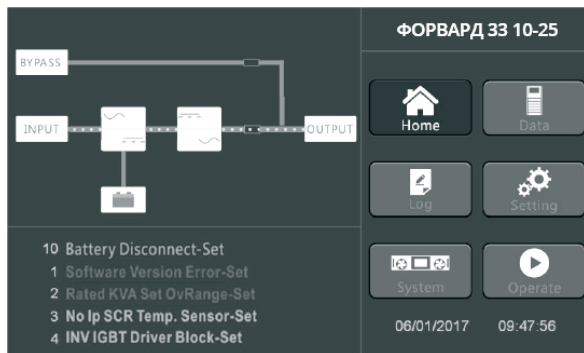 ФОРВАРД 33 10-25
BYPASS
INPUT
OUTPUT
Home
Data
Log
Setting
System
Operate
10 Battery Disconnect-Set
1 Software Version Error-Set
2 Rated KVA Set OvRange-Set
3 No Ip SCR Temp. Sensor-Set
4 INV IGBT Driver Block-Set
06/01/2017 09:47:56